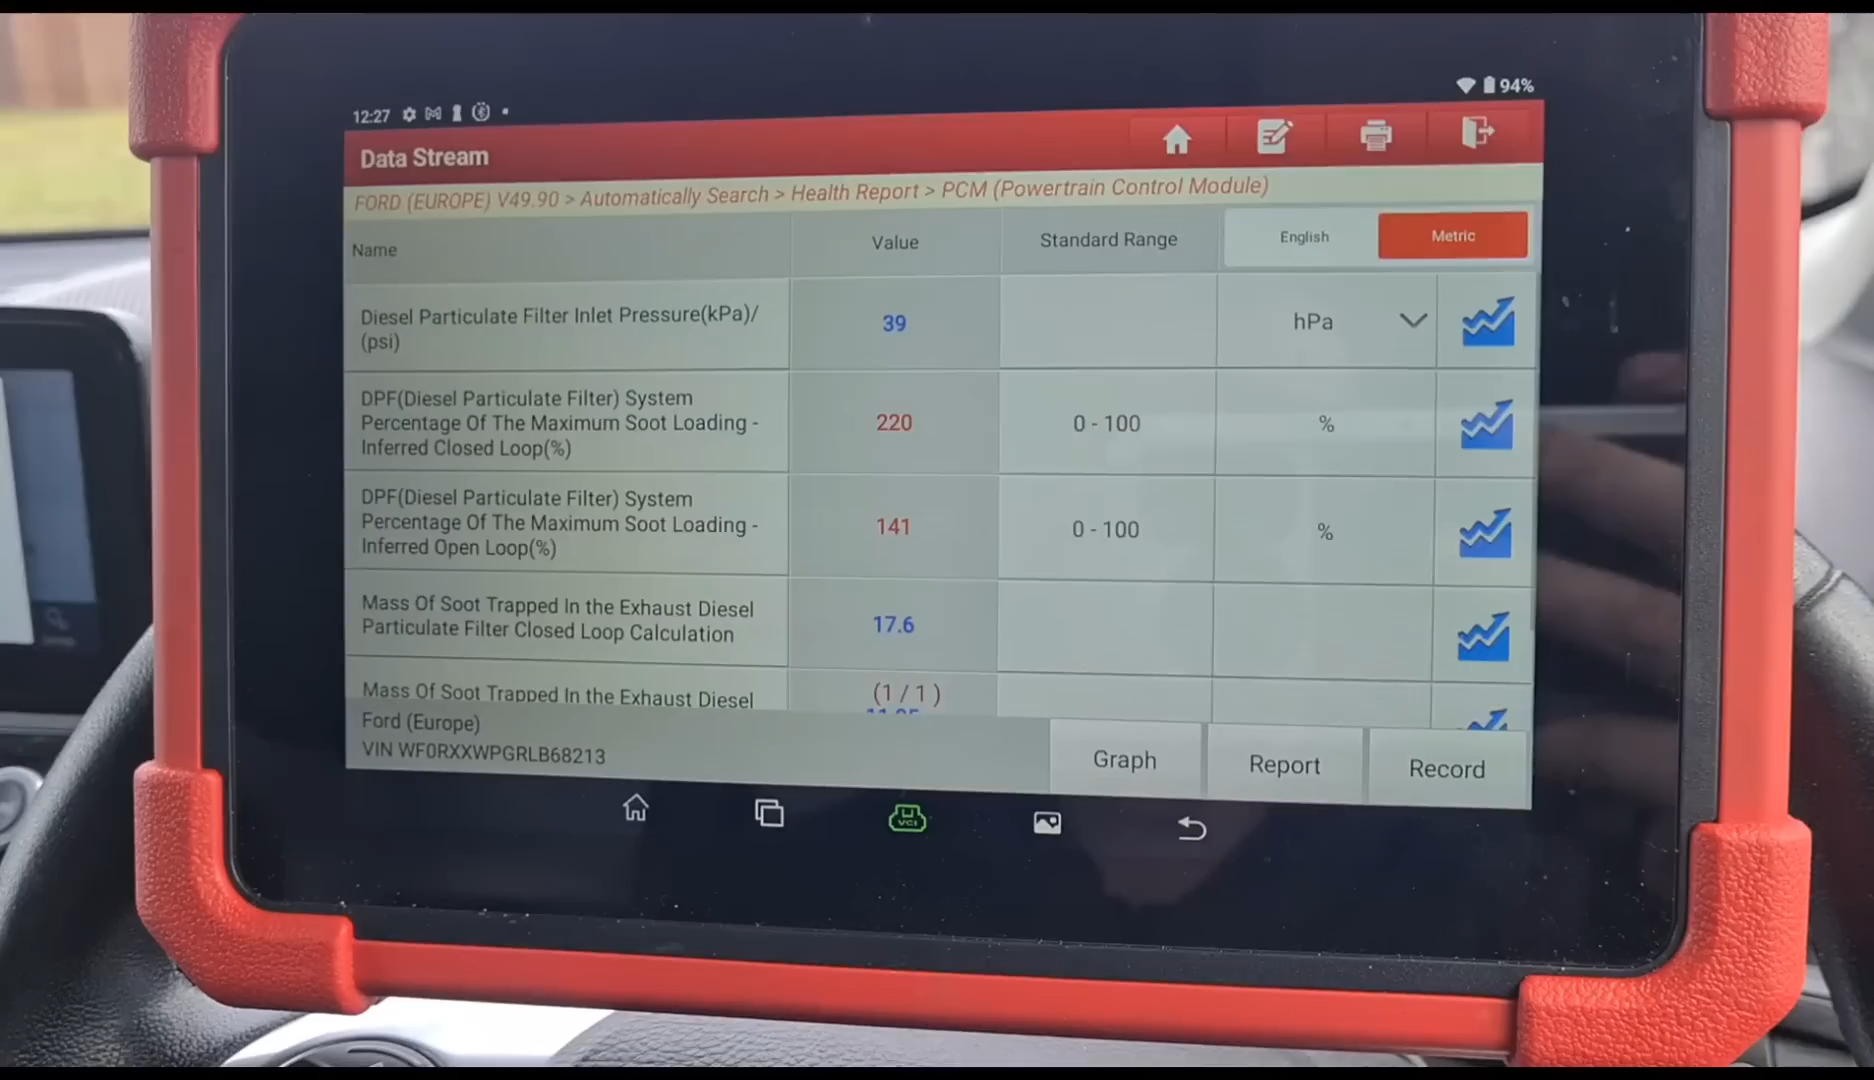 12:27
94%
Data Stream
FORD (EUROPE) V49.90 > Automatically Search > Health Report > PCM (Powertrain Control Module)
Name Value Standard Range English Metric
Diesel Particulate Filter Inlet Pressure(kPa)/
(psi)
39 hPa
DPF(Diesel Particulate Filter) System
Percentage Of The Maximum Soot Loading -
Inferred Closed Loop(%)
220 0 - 100 %
DPF(Diesel Particulate Filter) System
Percentage Of The Maximum Soot Loading -
Inferred Open Loop(%)
141 0 - 100 %
Mass Of Soot Trapped In the Exhaust Diesel
Particulate Filter Closed Loop Calculation
17.6
Mass Of Soot Trapped In the Exhaust Diesel
(1 / 1 )
Ford (Europe)
VIN WF0RXXWPGRLB68213
Graph Report Record
VCI